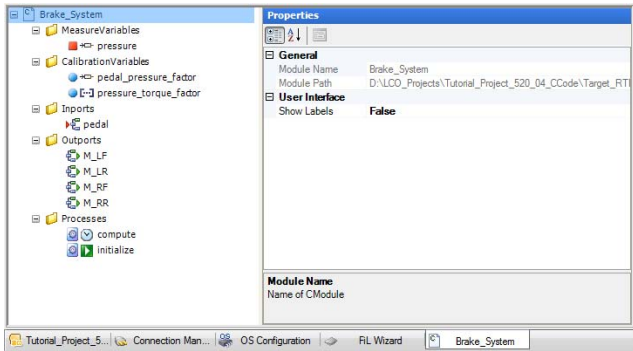 Brake_System
MeasureVariables
pressure
CalibrationVariables
pedal_pressure_factor
pressure_torque_factor
Inports
pedal
Outports
M_LF
M_LR
M_RF
M_RR
Processes
compute
initialize
Properties
General
Module Name Brake_System
Module Path D:\LCO_Projects\Tutorial_Project_520_04_CCode\Target_RTI
User Interface
Show Labels False
Module Name
Name of CModule
Tutorial_Project_5... Connection Man... OS Configuration FiL Wizard Brake_System